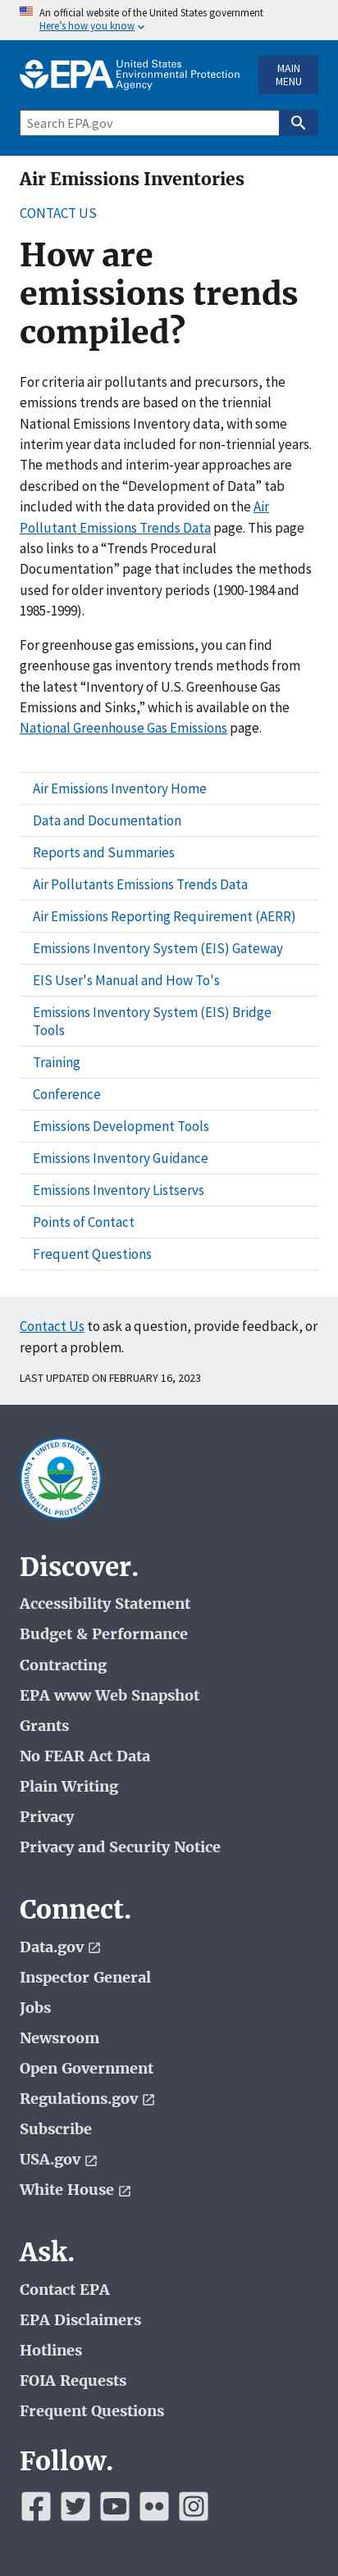 An official website of the United States government
Here's how you know
EPA United States
Environmental Protection
Agency
MAIN
MENU
Search EPA.gov
Air Emissions Inventories
CONTACT US
How are
emissions trends
compiled?
For criteria air pollutants and precursors, the
emissions trends are based on the triennial
National Emissions Inventory data, with some
interim year data included for non-triennial years.
The methods and interim-year approaches are
described on the “Development of Data” tab
included with the data provided on the Air
Pollutant Emissions Trends Data page. This page
also links to a “Trends Procedural
Documentation” page that includes the methods
used for older inventory periods (1900-1984 and
1985-1999).
For greenhouse gas emissions, you can find
greenhouse gas inventory trends methods from
the latest “Inventory of U.S. Greenhouse Gas
Emissions and Sinks,” which is available on the
National Greenhouse Gas Emissions page.
Air Emissions Inventory Home
Data and Documentation
Reports and Summaries
Air Pollutants Emissions Trends Data
Air Emissions Reporting Requirement (AERR)
Emissions Inventory System (EIS) Gateway
EIS User's Manual and How To's
Emissions Inventory System (EIS) Bridge
Tools
Training
Conference
Emissions Development Tools
Emissions Inventory Guidance
Emissions Inventory Listservs
Points of Contact
Frequent Questions
Contact Us to ask a question, provide feedback, or
report a problem.
LAST UPDATED ON FEBRUARY 16, 2023
UNITED STATES
ENVIRONMENTAL PROTECTION AGENCY
Discover.
Accessibility Statement
Budget & Performance
Contracting
EPA www Web Snapshot
Grants
No FEAR Act Data
Plain Writing
Privacy
Privacy and Security Notice
Connect.
Data.gov
Inspector General
Jobs
Newsroom
Open Government
Regulations.gov
Subscribe
USA.gov
White House
Ask.
Contact EPA
EPA Disclaimers
Hotlines
FOIA Requests
Frequent Questions
Follow.